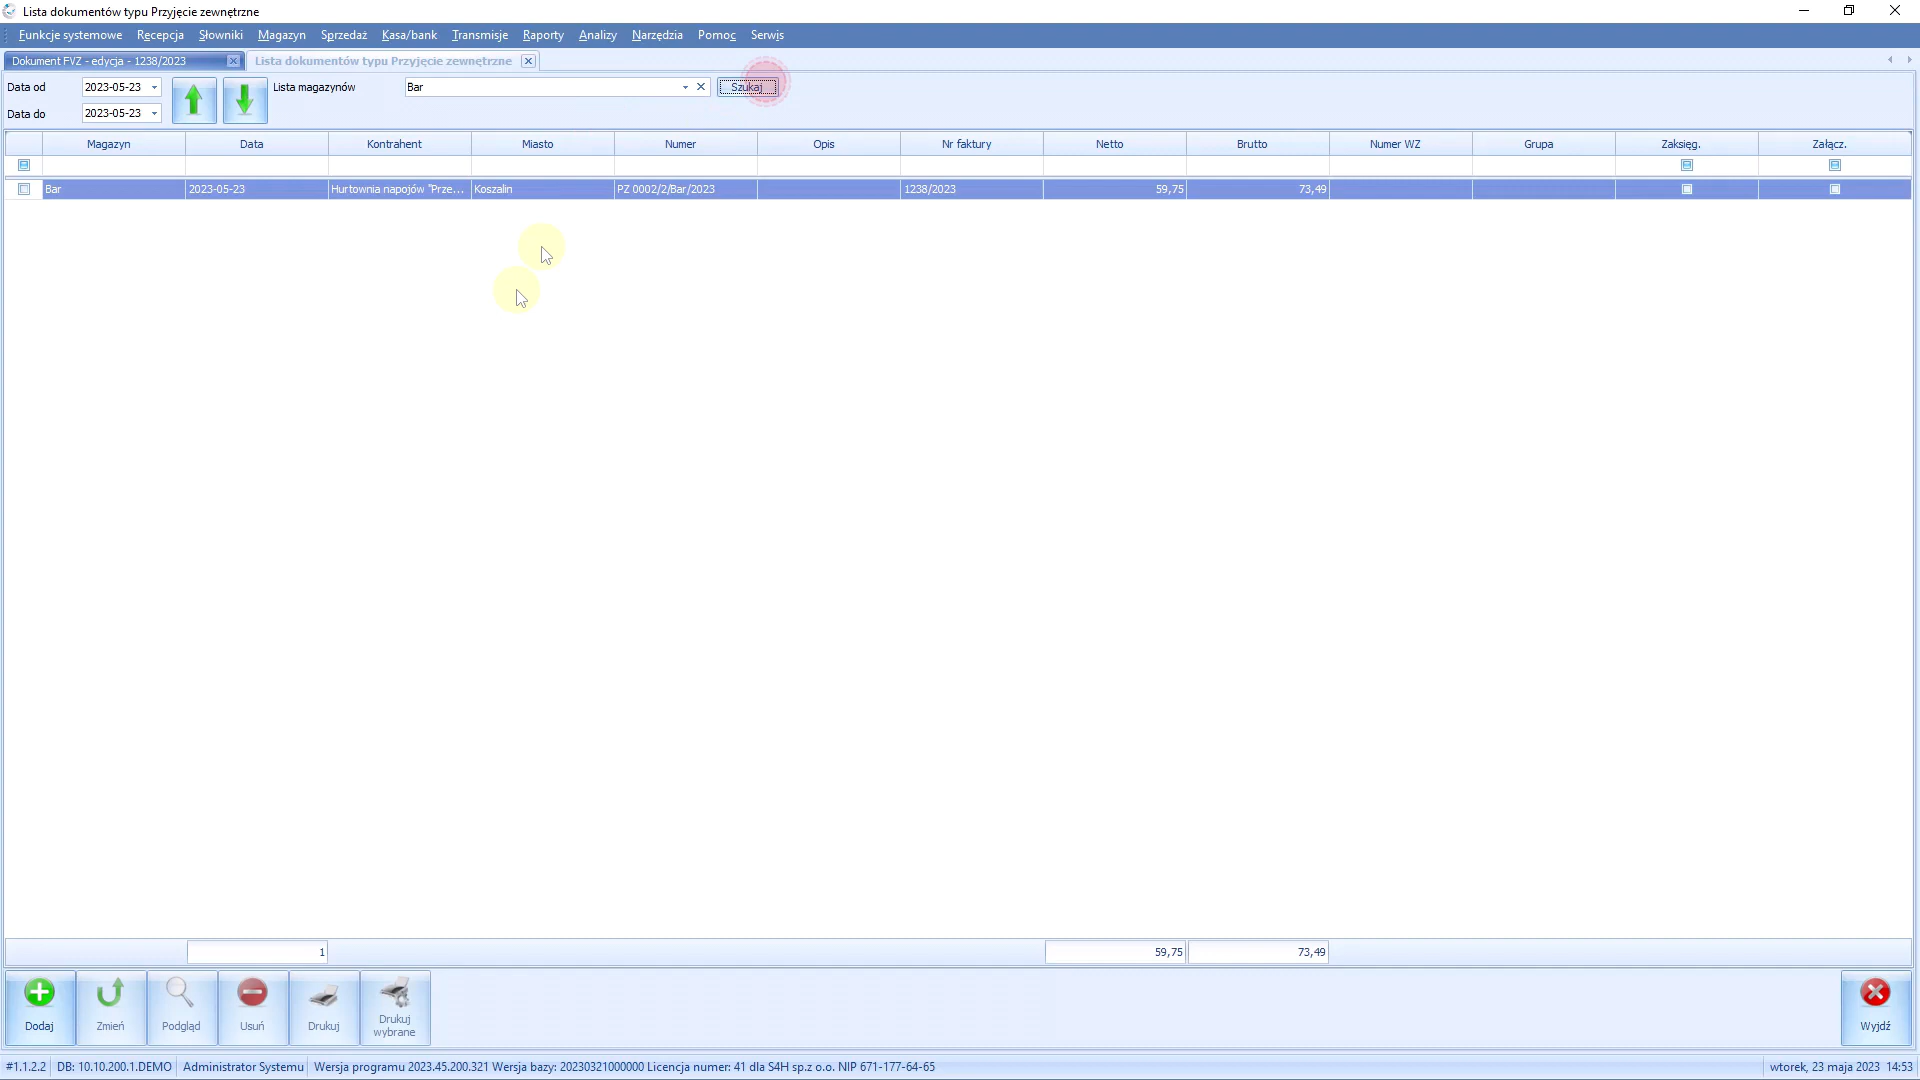 Lista dokumentów typu Przyjęcie zewnętrzne
Funkcje systemowe Recepcja Słowniki Magazyn Sprzedaż Kasa/bank Transmisje Raporty Analizy Narzędzia Pomoc Serwis
Dokument FVZ - edycja - 1238/2023 Lista dokumentów typu Przyjęcie zewnętrzne
Data od 2023-05-23 Lista magazynów Bar Szukaj
Data do 2023-05-23
Magazyn Data Kontrahent Miasto Numer Opis Nr faktury Netto Brutto Numer WZ Grupa Zaksięg. Załącz.
Bar 2023-05-23 Hurtownia napojów "Prze... Koszalin PZ 0002/2/Bar/2023 1238/2023 59,75 73,49
1 59,75 73,49
Dodaj Zmień Podgląd Usuń Drukuj Drukuj wybrane Wyjdź
#1.1.2.2 DB: 10.10.200.1.DEMO Administrator Systemu Wersja programu 2023.45.200.321 Wersja bazy: 20230321000000 Licencja numer: 41 dla S4H sp.z o.o. NIP 671-177-64-65 wtorek, 23 maja 2023 14:53